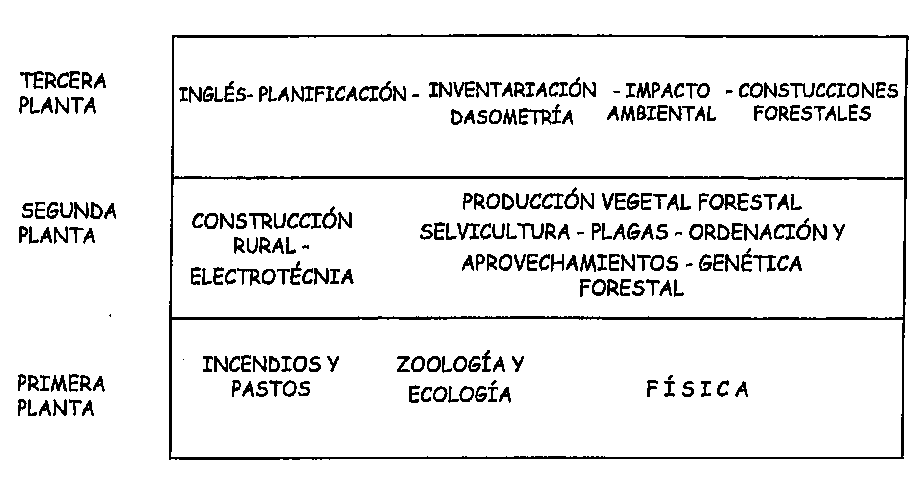 TERCERA
PLANTA
INGLÉS- PLANIFICACIÓN - INVENTARIACIÓN - IMPACTO - CONSTUCCIONES
DASOMETRÍA AMBIENTAL FORESTALES
SEGUNDA
PLANTA
CONSTRUCCIÓN
RURAL -
ELECTROTÉCNIA
PRODUCCIÓN VEGETAL FORESTAL
SELVICULTURA - PLAGAS - ORDENACIÓN Y
APROVECHAMIENTOS - GENÉTICA
FORESTAL
PRIMERA
PLANTA
INCENDIOS Y
PASTOS
ZOOLOGÍA Y
ECOLOGÍA
FÍSICA